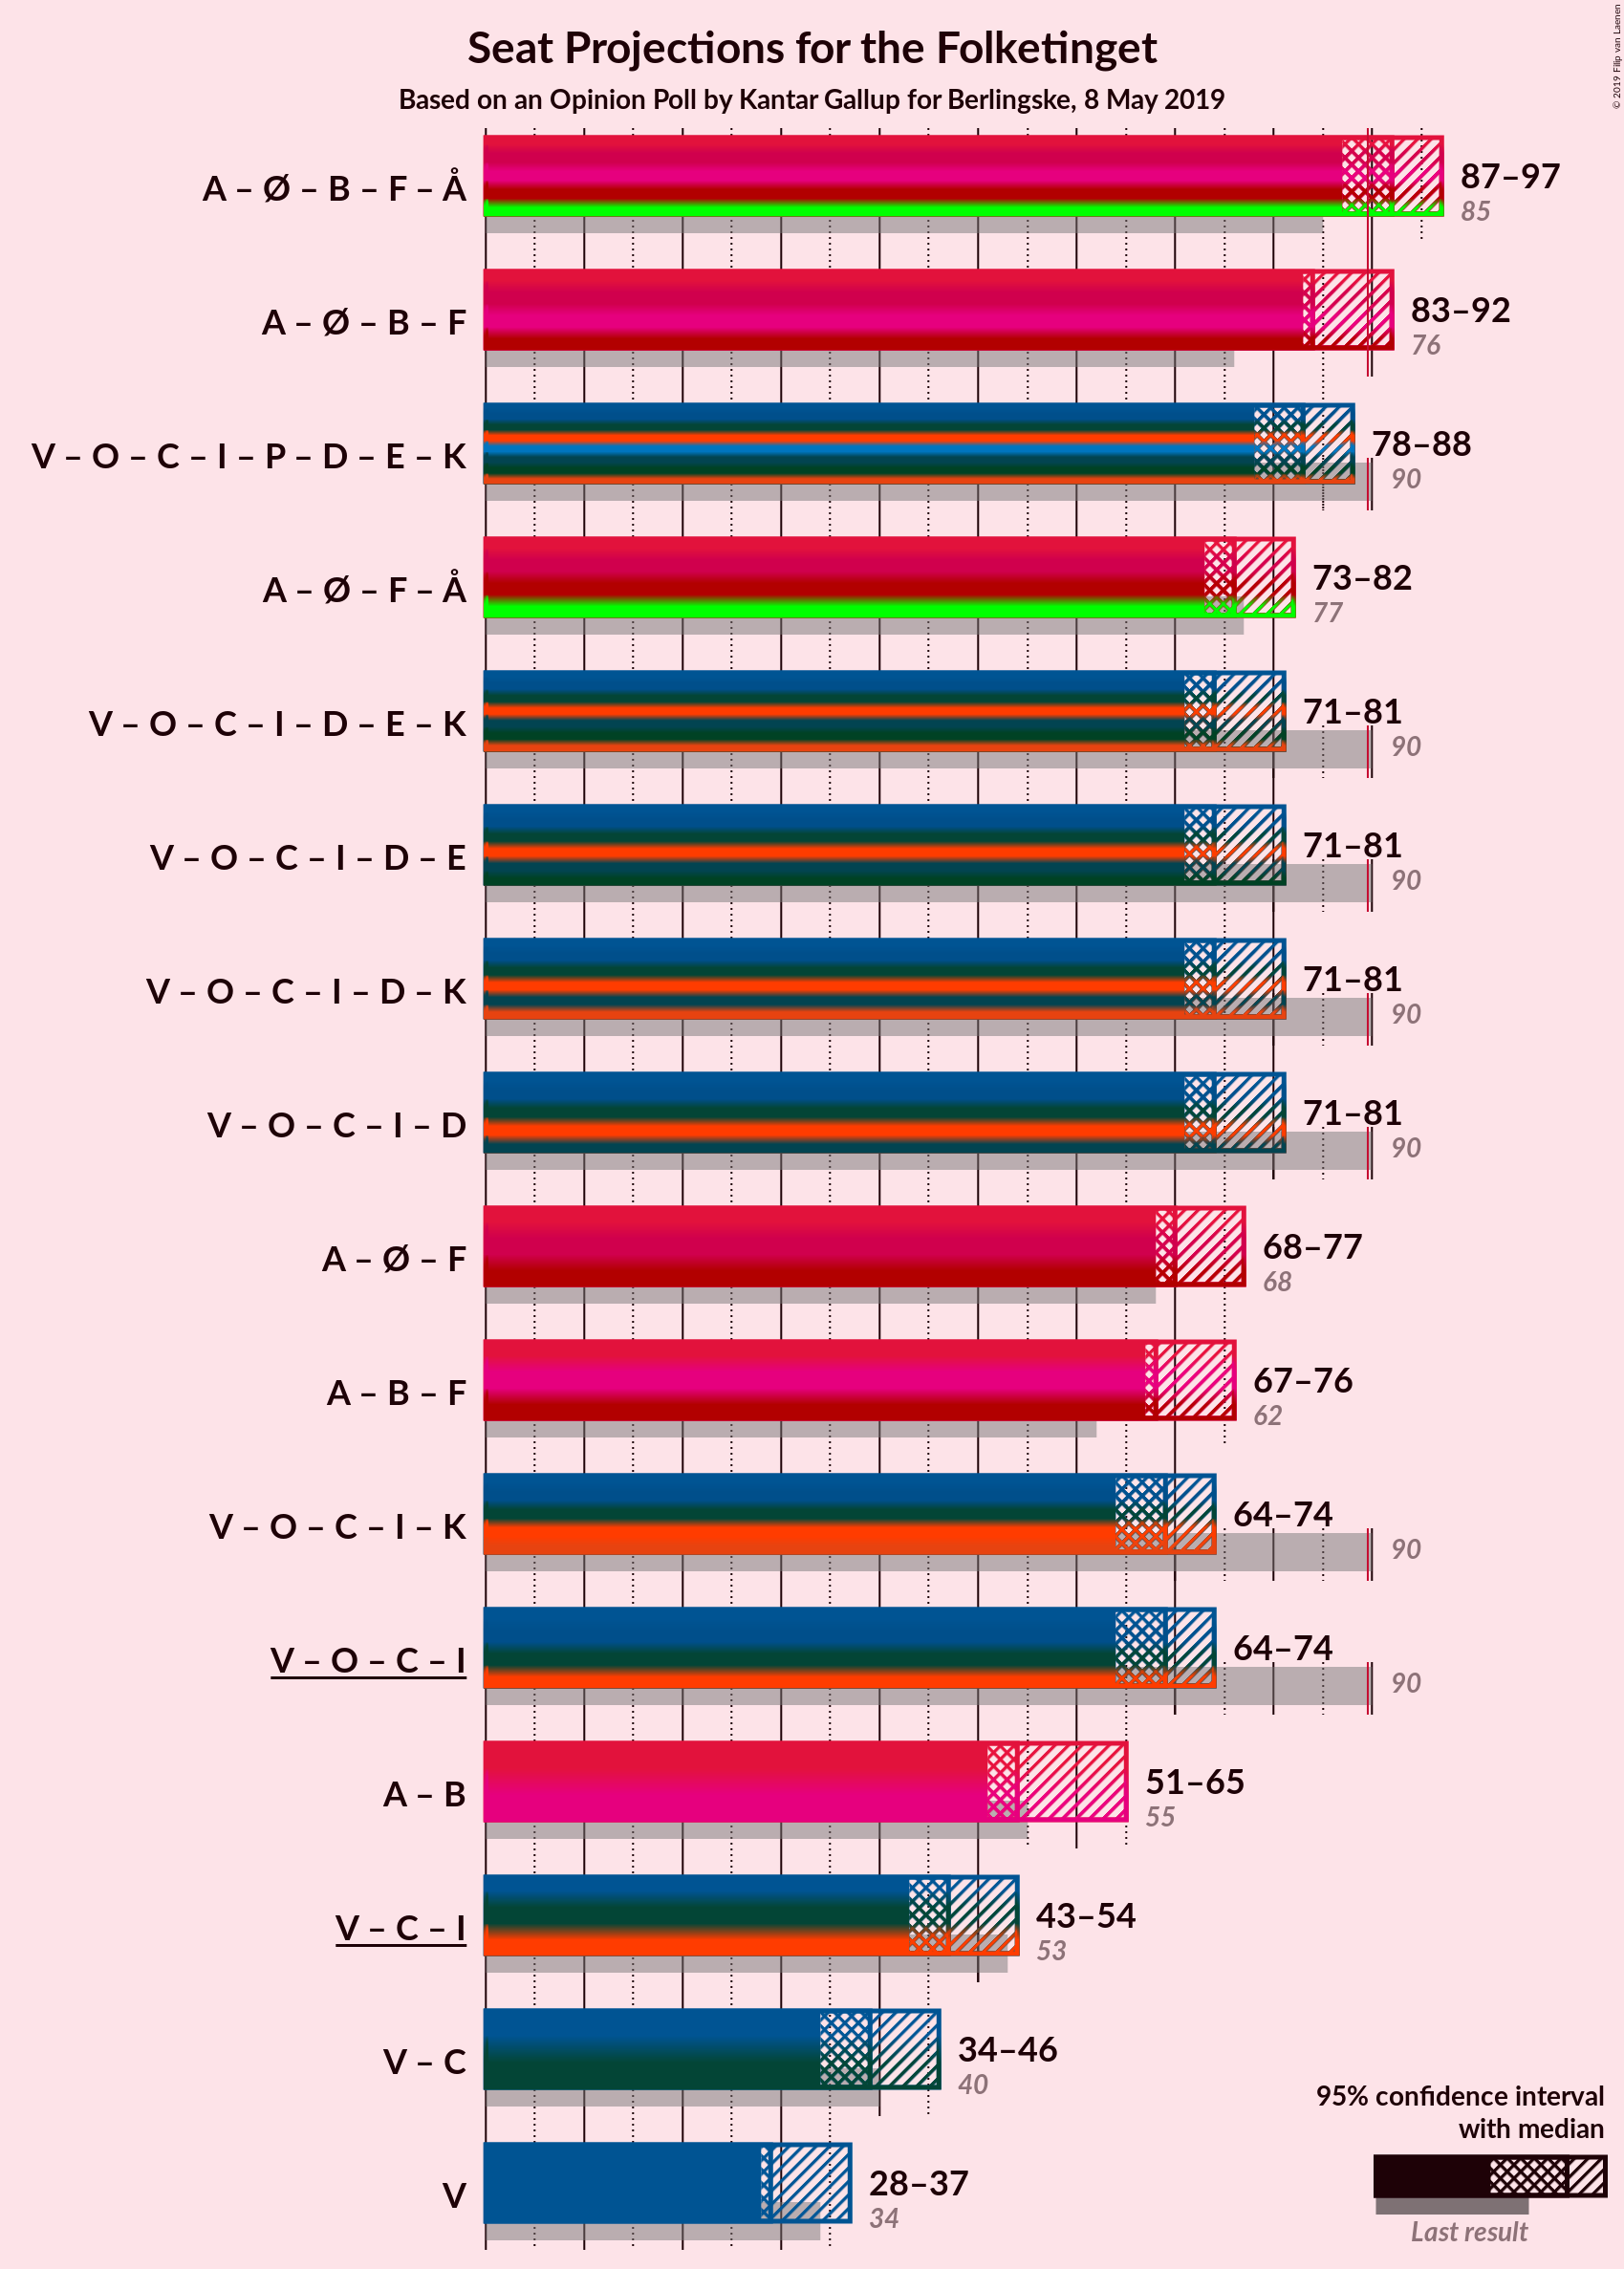 Seat Projections for the Folketinget
Based on an Opinion Poll by Kantar Gallup for Berlingske, 8 May 2019
© 2019 Filip van Laenen
A – Ø – B – F – Å
87–97
85
A – Ø – B – F
83–92
76
V – O – C – I – P – D – E – K
78–88
90
A – Ø – F – Å
73–82
77
V – O – C – I – D – E – K
71–81
90
V – O – C – I – D – E
71–81
90
V – O – C – I – D – K
71–81
90
V – O – C – I – D
71–81
90
A – Ø – F
68–77
68
A – B – F
67–76
62
V – O – C – I – K
64–74
90
V – O – C – I
64–74
90
A – B
51–65
55
V – C – I
43–54
53
V – C
34–46
40
V
28–37
34
95% confidence interval
with median
Last result